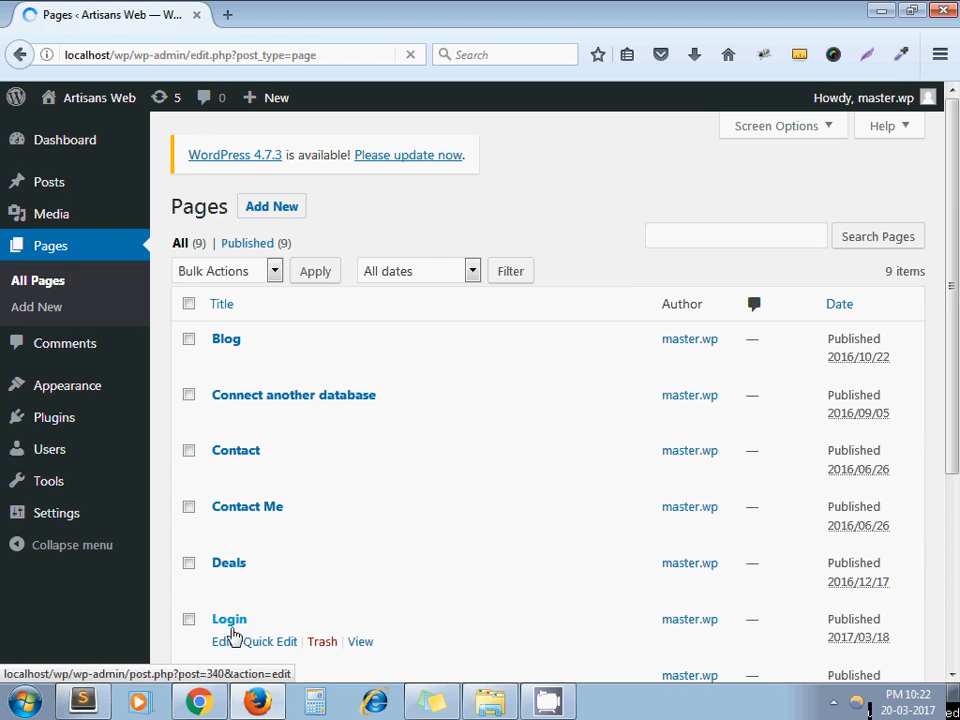 Pages ‹ Artisans Web — W...
localhost/wp/wp-admin/edit.php?post_type=page
Search
Artisans Web
5
0
New
Howdy, master.wp
Dashboard
Posts
Media
Pages
All Pages
Add New
Comments
Appearance
Plugins
Users
Tools
Settings
Collapse menu
Screen Options
Help
WordPress 4.7.3 is available! Please update now.
Pages Add New
All (9) | Published (9)
Search Pages
Bulk Actions Apply All dates Filter 9 items
Title Author Date
Blog master.wp — Published
2016/10/22
Connect another database master.wp — Published
2016/09/05
Contact master.wp — Published
2016/06/26
Contact Me master.wp — Published
2016/06/26
Deals master.wp — Published
2016/12/17
Login master.wp — Published
2017/03/18
Edit Quick Edit | Trash | View
master.wp — Published
localhost/wp/wp-admin/post.php?post=340&action=edit
PM 10:22
20-03-2017